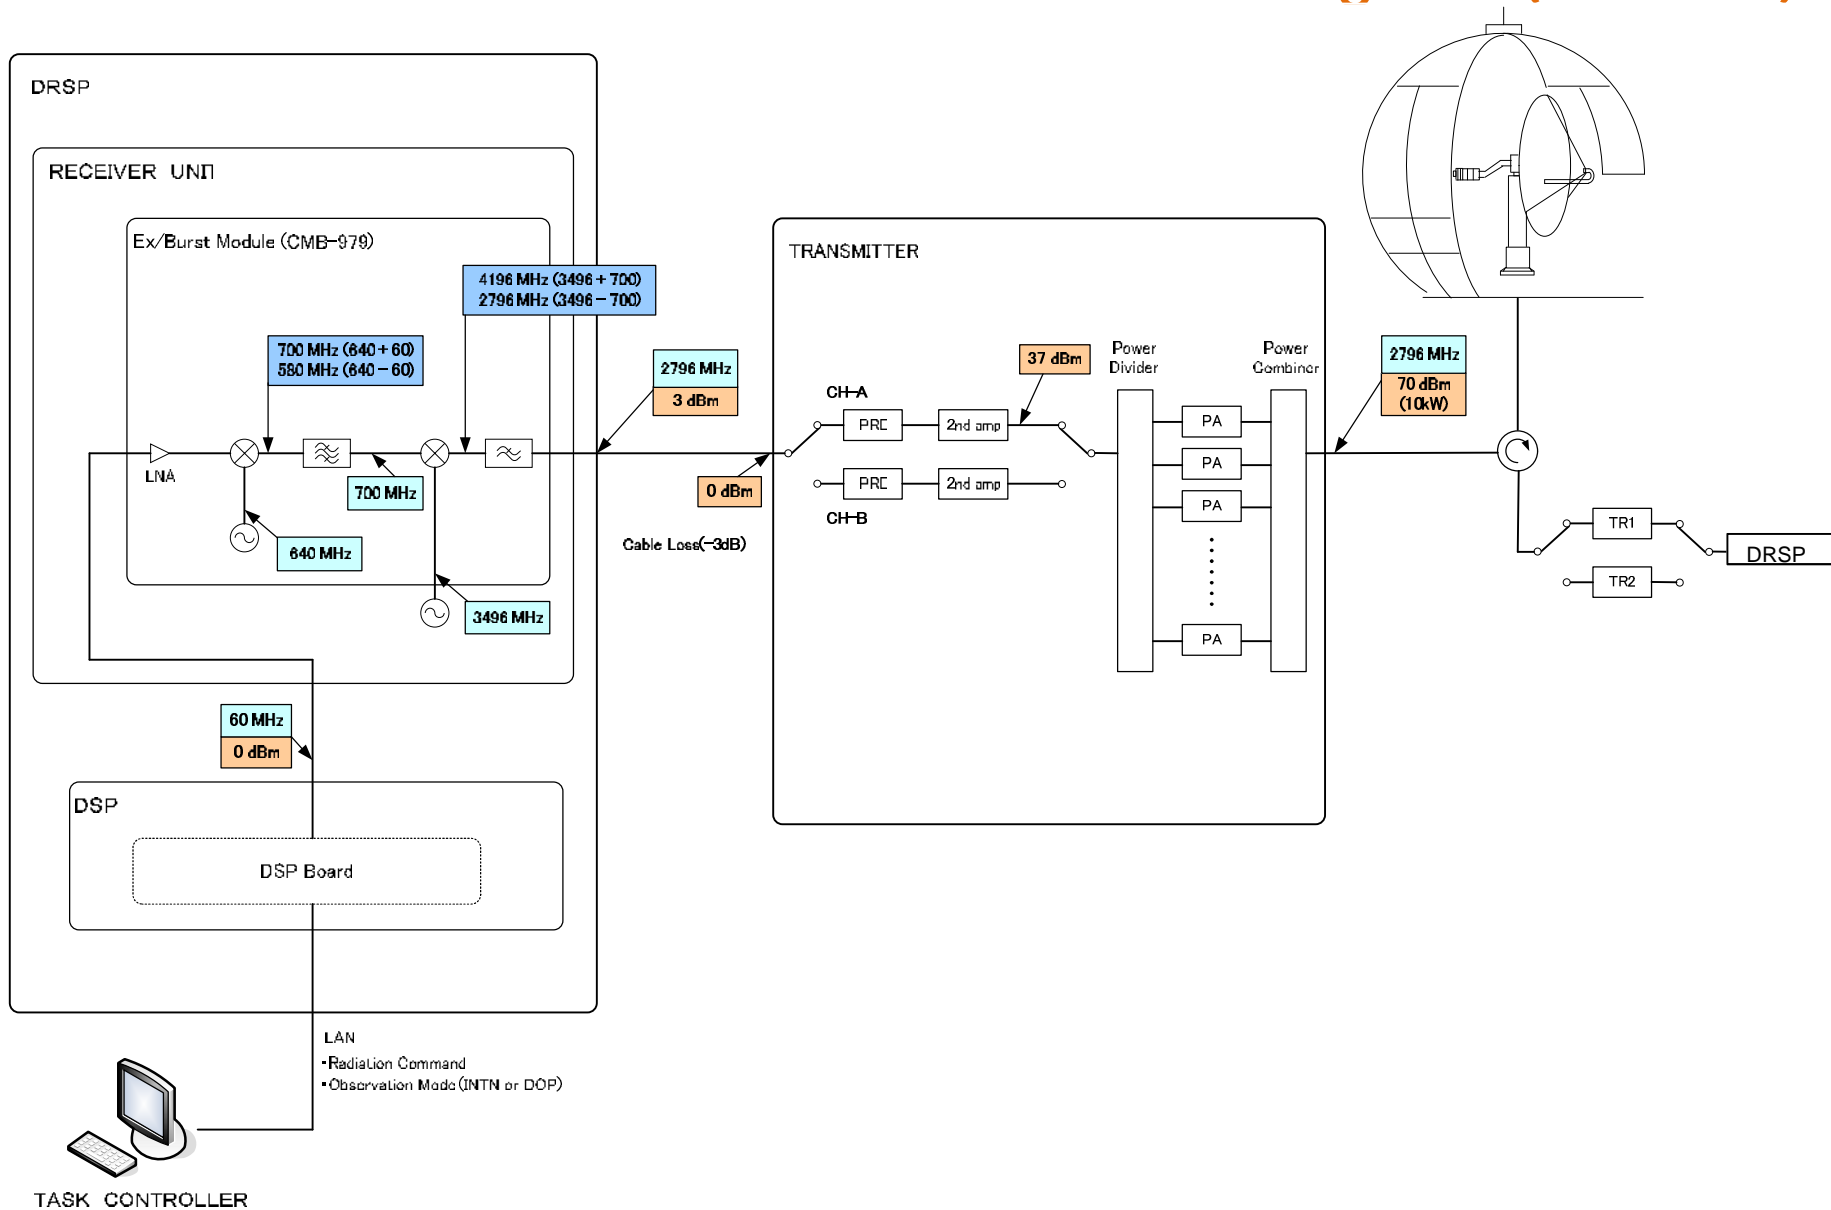 DRSP
RECEIVER UNIT
Ex/Burst Module (CMB-979)
4196 MHz (3496 + 700)
2796 MHz (3496 - 700)
700 MHz (640 + 60)
580 MHz (640 - 60)
LNA
700 MHz
640 MHz
3496 MHz
2796 MHz
3 dBm
0 dBm
Cable Loss(-3dB)
60 MHz
0 dBm
DSP
DSP Board
LAN
・Radiation Command
・Observation Mode (INTN or DOP)
TASK CONTROLLER
TRANSMITTER
37 dBm
Power
Divider
Power
Combiner
CH-A
PRE
2nd amp
CH-B
PRE
2nd amp
PA
PA
PA
PA
2796 MHz
70 dBm
(10kW)
TR1
TR2
DRSP